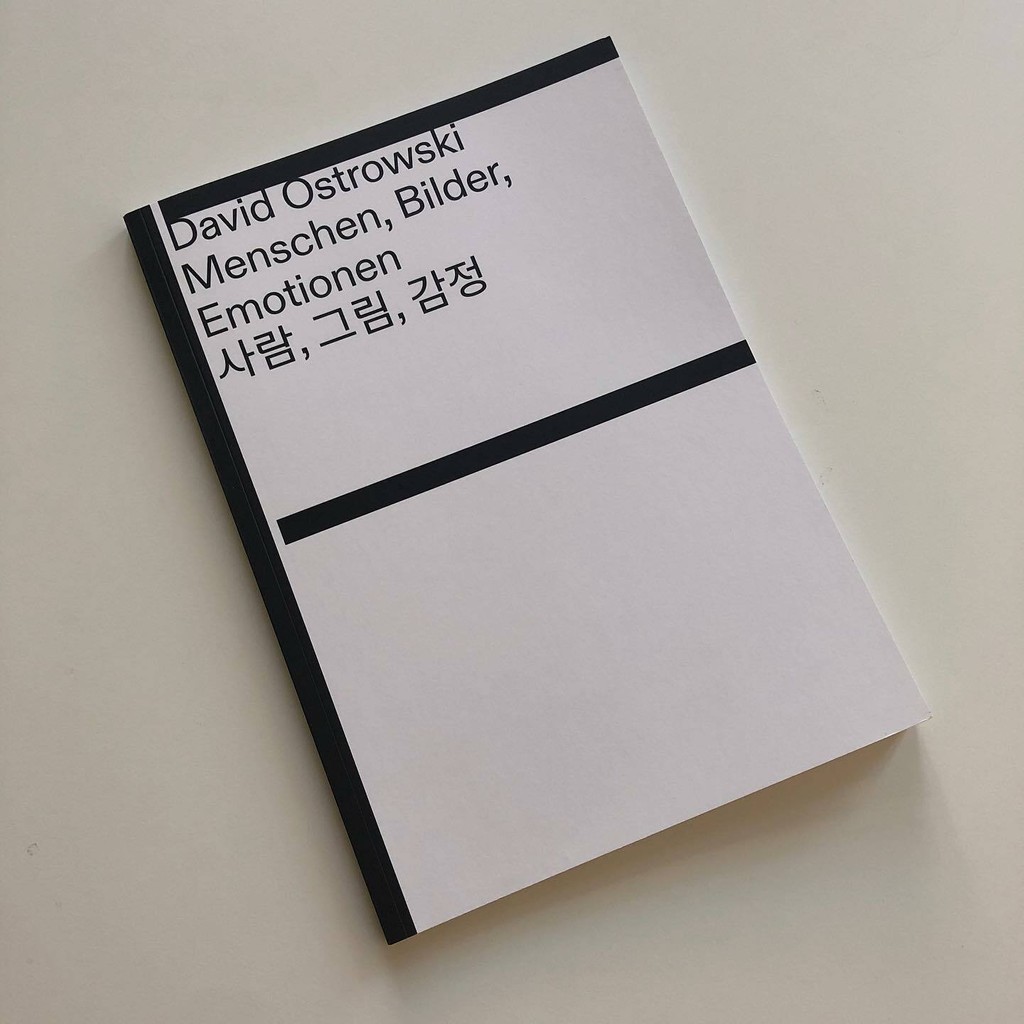 David Ostrowski
Menschen, Bilder,
Emotionen
사람, 그림, 감정